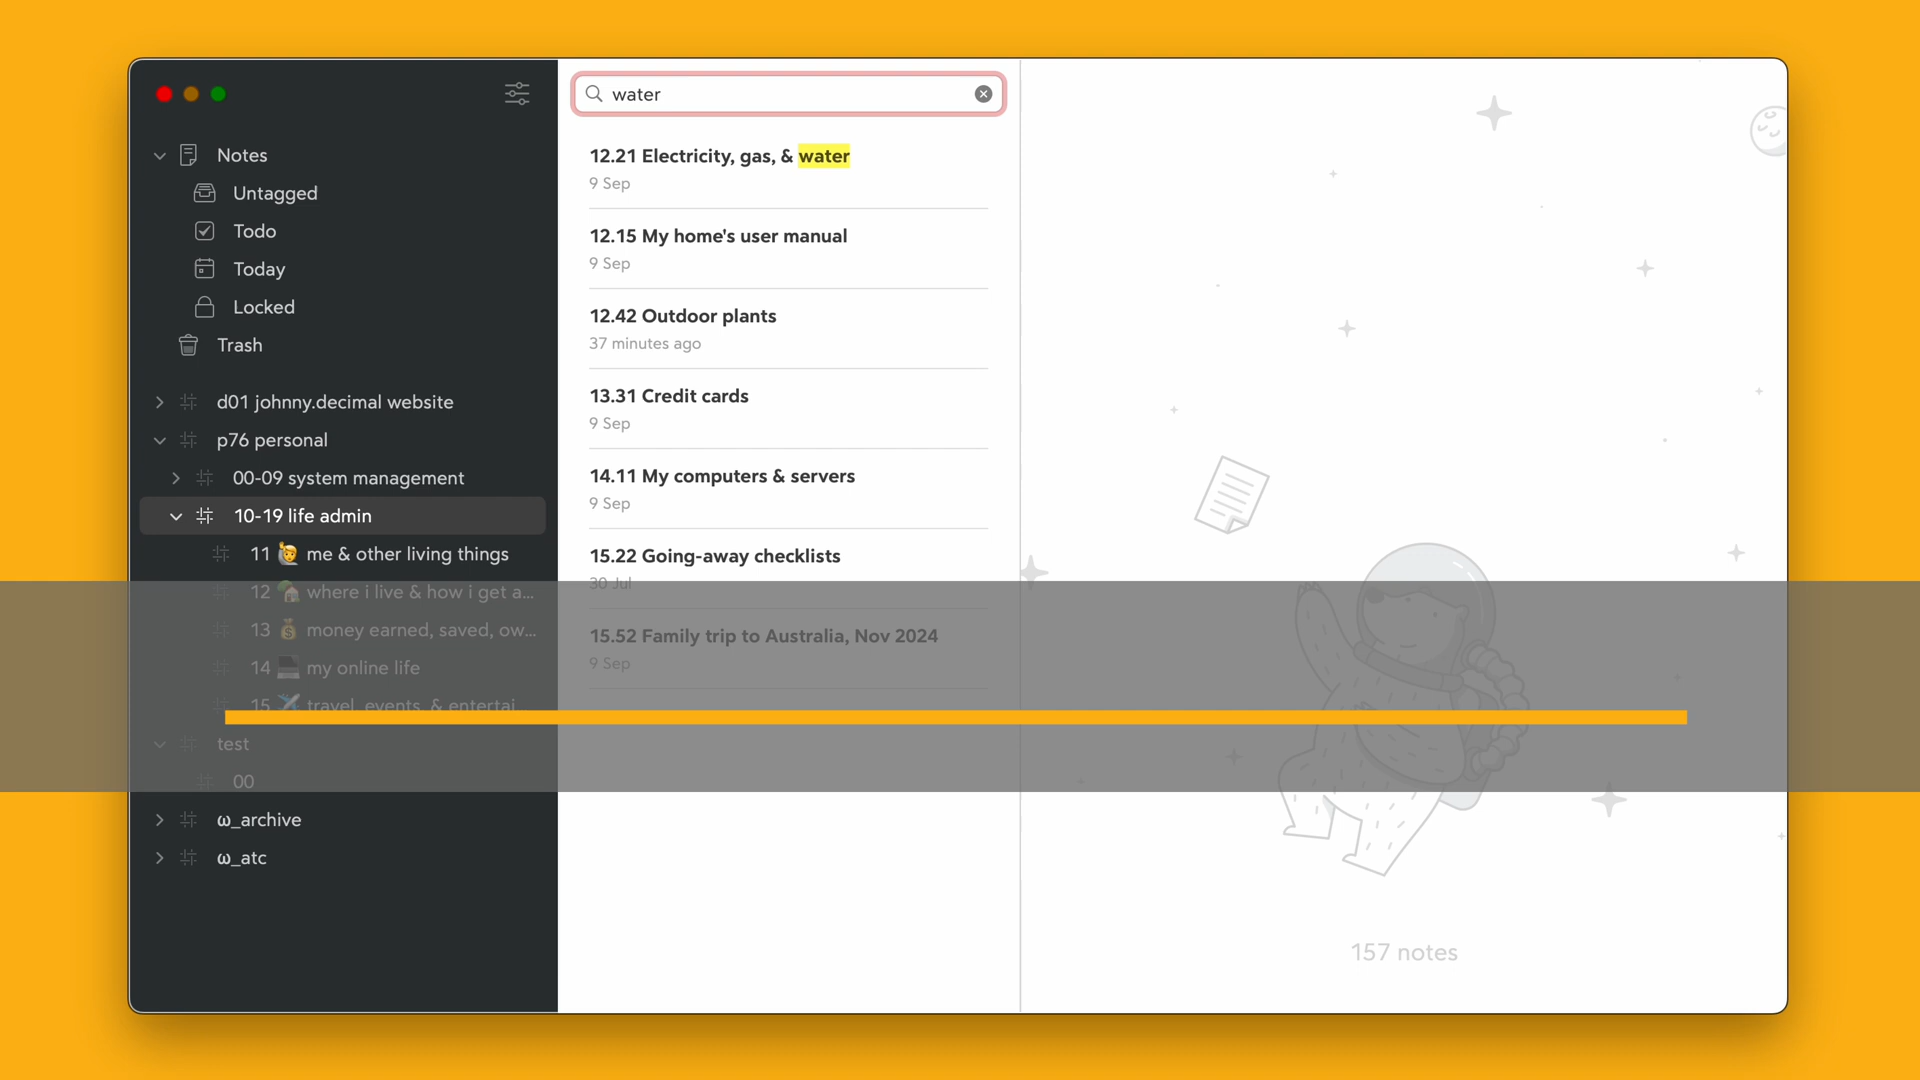 Notes
Untagged
Todo
Today
Locked
Trash
d01 johnny.decimal website
p76 personal
00-09 system management
10-19 life admin
11 🙋 me & other living things
12 🏡 where i live & how i get a...
13 💰 money earned, saved, ow...
14 💻 my online life
15 ✈️ travel, events, & entertai
test
00
ω_archive
ω_atc
water
12.21 Electricity, gas, & water
9 Sep
12.15 My home's user manual
9 Sep
12.42 Outdoor plants
37 minutes ago
13.31 Credit cards
9 Sep
14.11 My computers & servers
9 Sep
15.22 Going-away checklists
30 Jul
15.52 Family trip to Australia, Nov 2024
9 Sep
157 notes